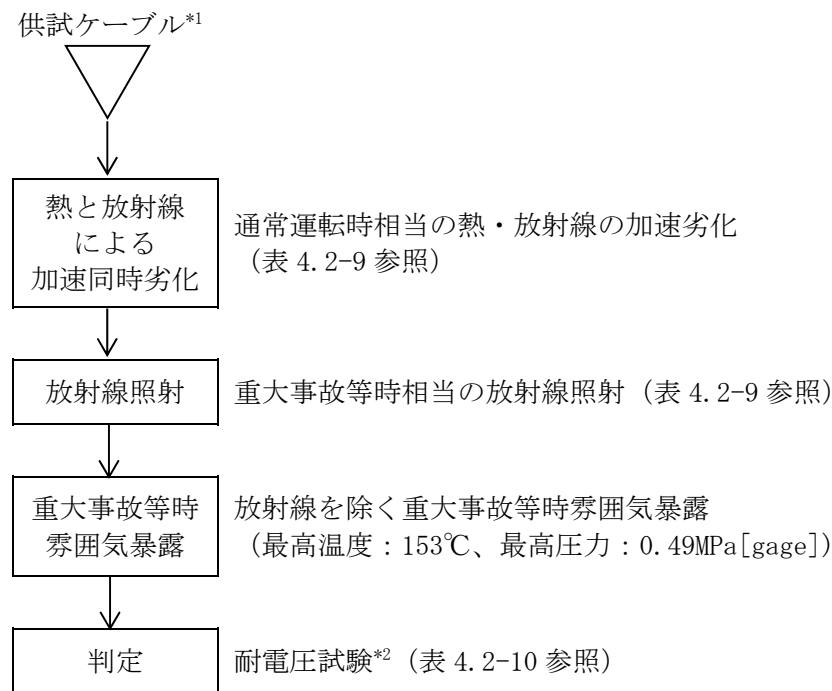 供試ケーブル*1
熱と放射線
による
加速同時劣化
通常運転時相当の熱・放射線の加速劣化
（表 4.2-9 参照）
放射線照射
重大事故等時相当の放射線照射（表 4.2-9 参照）
重大事故等時
雰囲気暴露
放射線を除く重大事故等時雰囲気暴露
（最高温度：153℃、最高圧力：0.49MPa[gage]）
判定
耐電圧試験*2（表 4.2-10 参照）